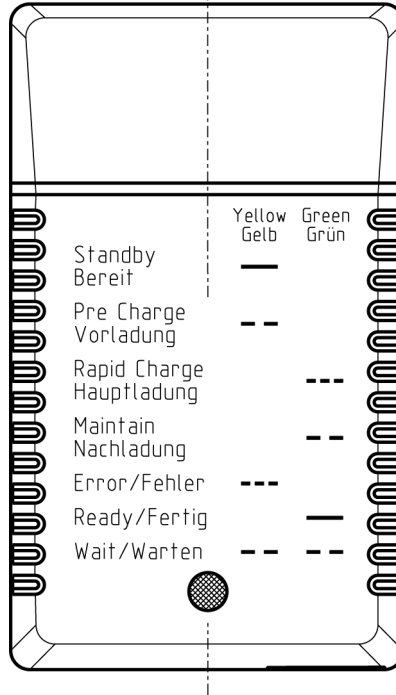 Yellow Green
Gelb Grün
Standby
Bereit
Pre Charge
Vorladung
Rapid Charge
Hauptladung
Maintain
Nachladung
Error/Fehler
Ready/Fertig
Wait/Warten